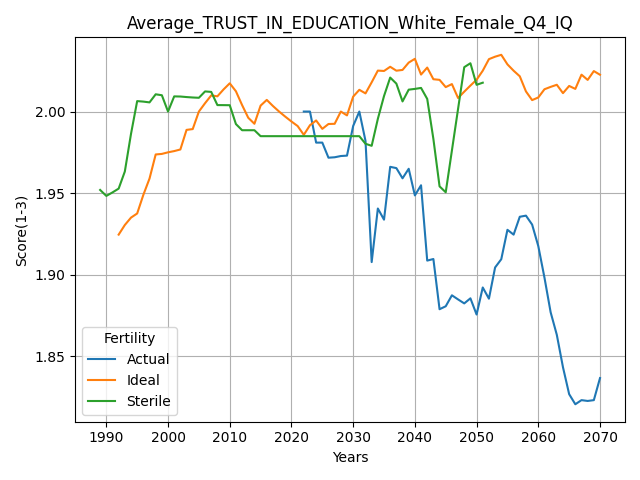 Average_TRUST_IN_EDUCATION_White_Female_Q4_IQ
Score(1-3)
2.00
1.95
1.90
1.85
Fertility
Actual
Ideal
Sterile
1990 2000 2010 2020 2030 2040 2050 2060 2070
Years